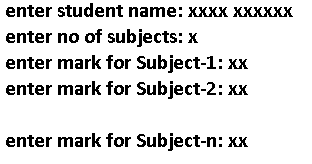 enter student name: xxxx xxxxxx
enter no of subjects: x
enter mark for Subject-1: xx
enter mark for Subject-2: xx
enter mark for Subject-n: xx